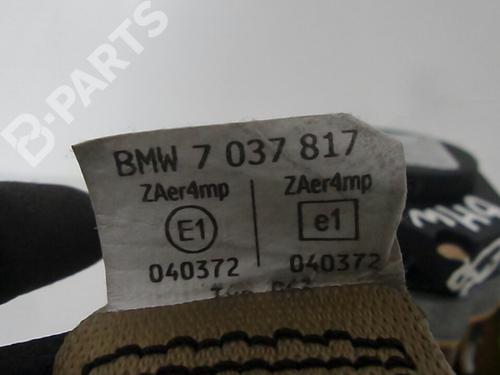 B-PARTS
BMW 7 037 817
ZAer4mp ZAer4mp
E1 e1
040372 040372